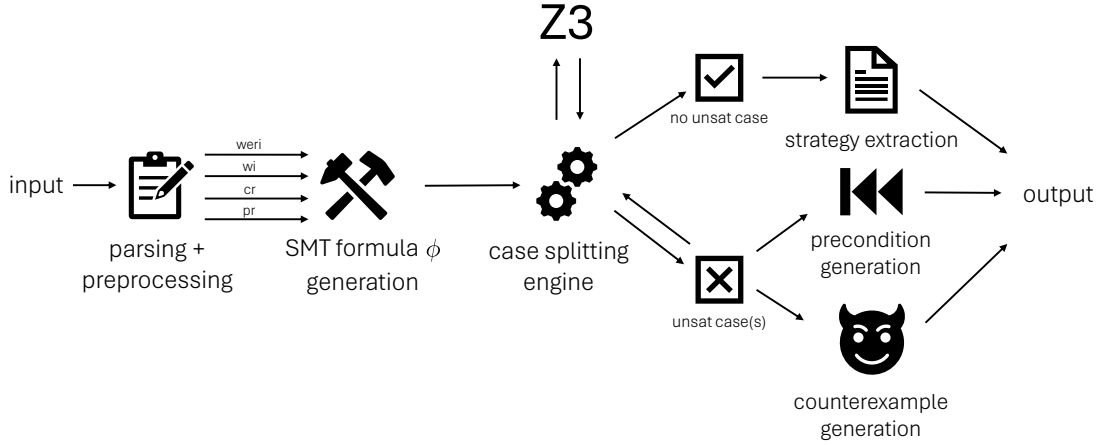 Z3
no unsat case
strategy extraction
weri
wi
cr
pr
input
parsing +
preprocessing
SMT formula ϕ
generation
case splitting
engine
unsat case(s)
precondition
generation
output
counterexample
generation